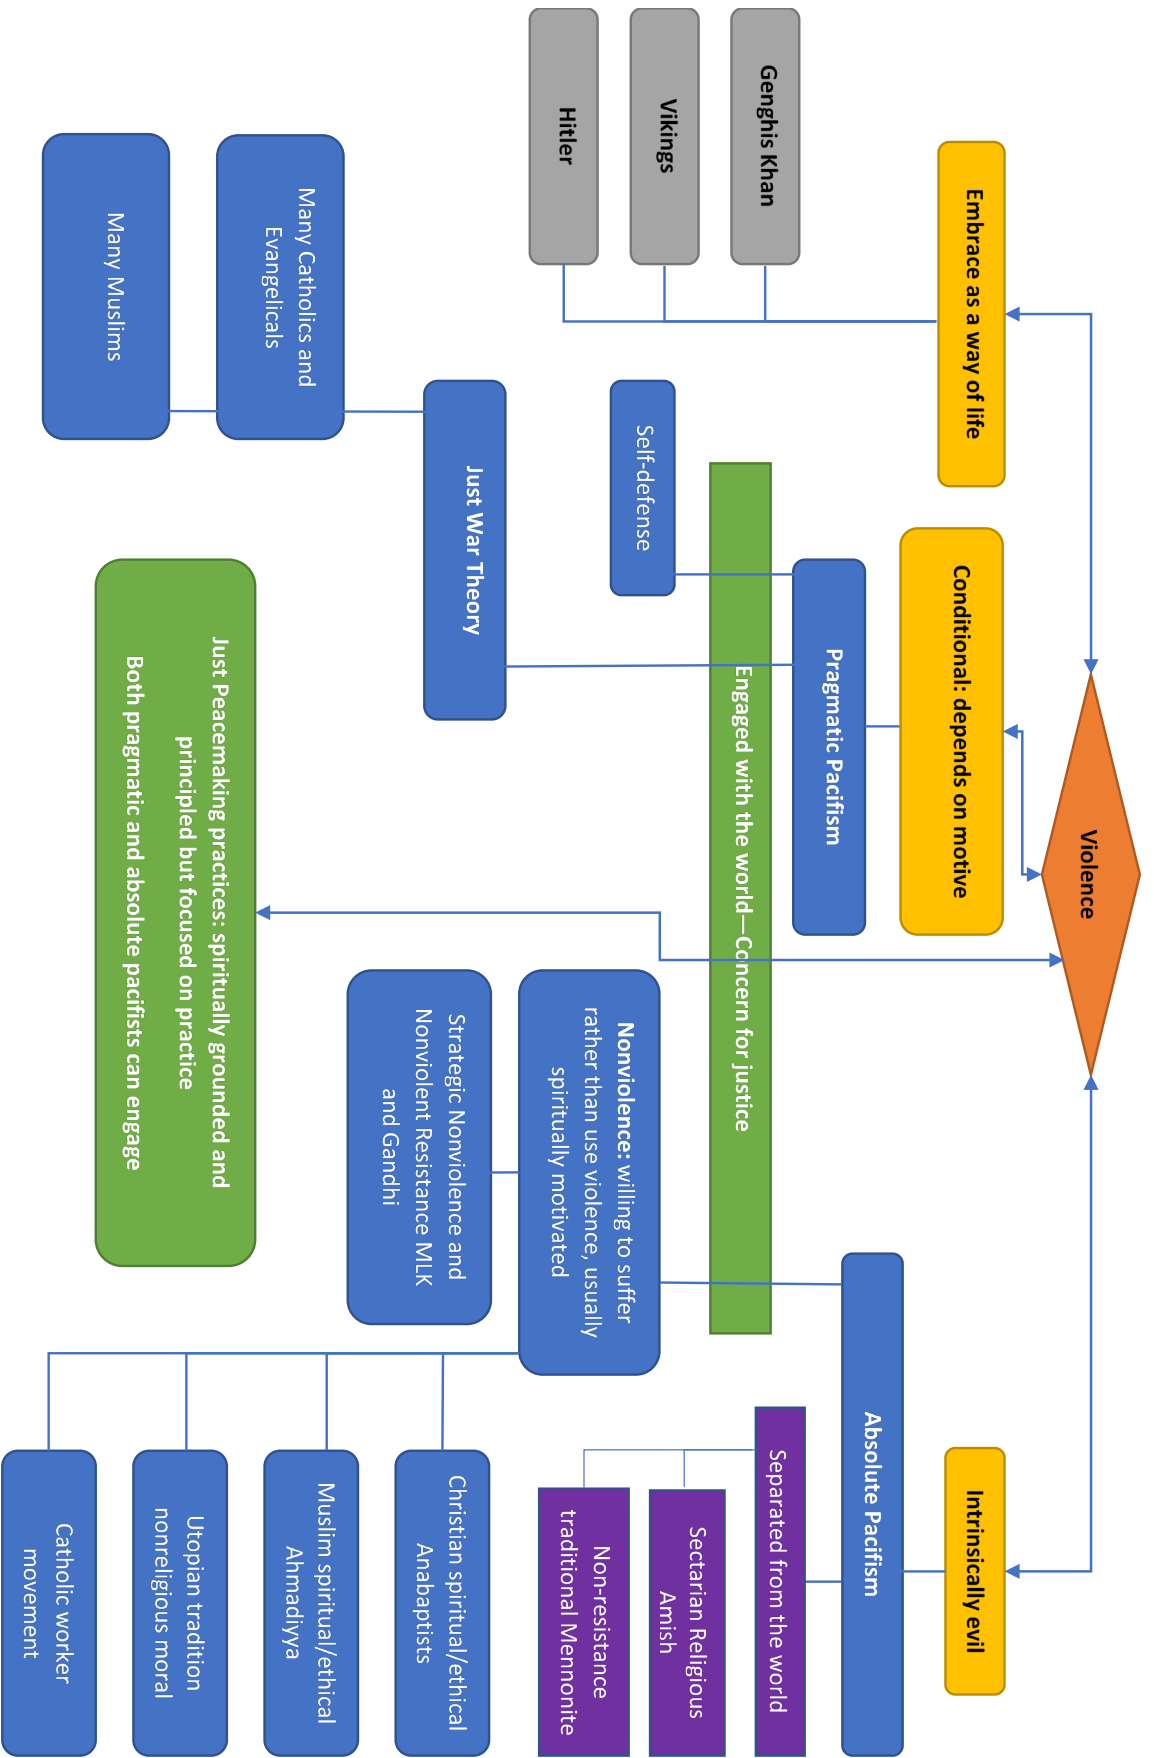 Violence
Embrace as a way of life
Conditional: depends on motive
Intrinsically evil
Genghis Khan
Vikings
Hitler
Pragmatic Pacifism
Absolute Pacifism
Engaged with the world—Concern for justice
Separated from the world
Self-defense
Just War Theory
Many Catholics and
Evangelicals
Many Muslims
Nonviolence: willing to suffer
rather than use violence, usually
spiritually motivated
Strategic Nonviolence and
Nonviolent Resistance MLK
and Gandhi
Sectarian Religious
Amish
Non-resistance
traditional Mennonite
Christian spiritual/ethical
Anabaptists
Muslim spiritual/ethical
Ahmadiyya
Utopian tradition
nonreligious moral
Catholic worker
movement
Just Peacemaking practices: spiritually grounded and
principled but focused on practice
Both pragmatic and absolute pacifists can engage